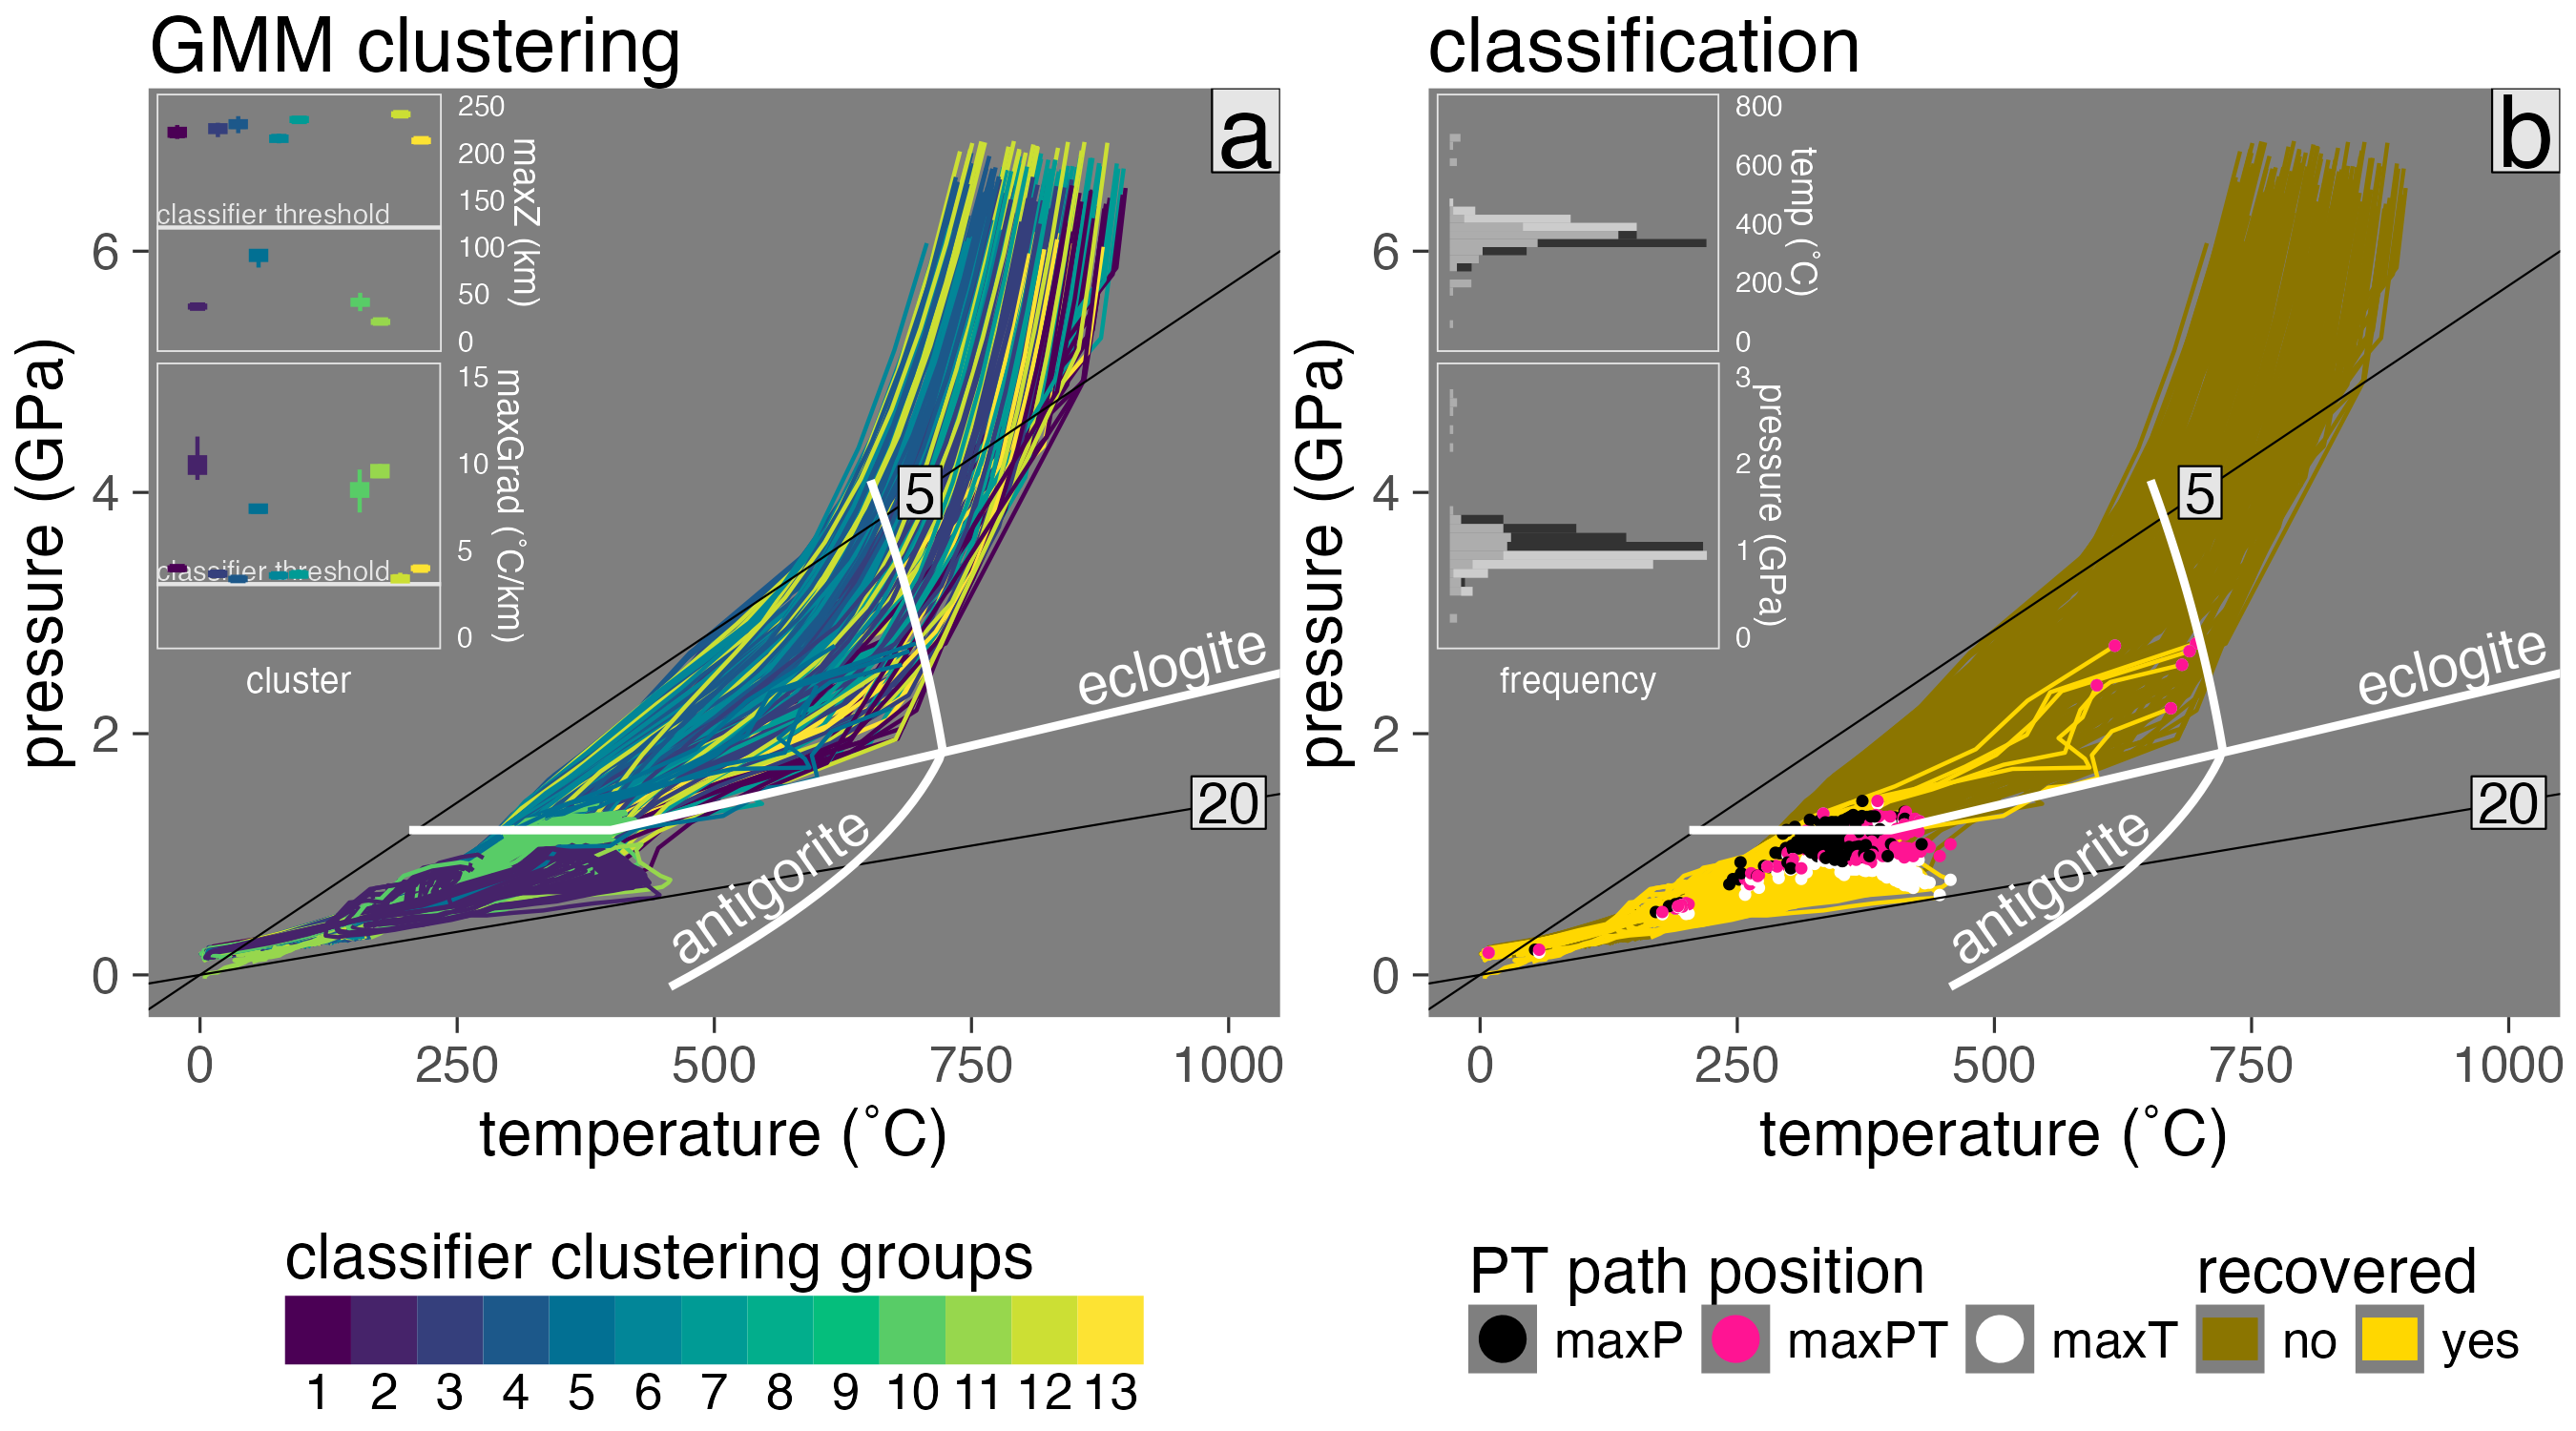 GMM clustering
classification
a
250
200
150
100
50
0
maxZ (km)
classifier threshold
15
10
5
0
maxGrad (˚C/km)
classifier threshold
cluster
5
20
eclogite
antigorite
6
4
2
0
pressure (GPa)
0
250
500
750
1000
temperature (˚C)
b
800
600
400
200
0
temp (˚C)
3
2
1
0
pressure (GPa)
frequency
5
20
eclogite
antigorite
6
4
2
0
pressure (GPa)
0
250
500
750
1000
temperature (˚C)
classifier clustering groups
1 2 3 4 5 6 7 8 9 10 11 12 13
PT path position
maxP maxPT maxT
recovered
no yes